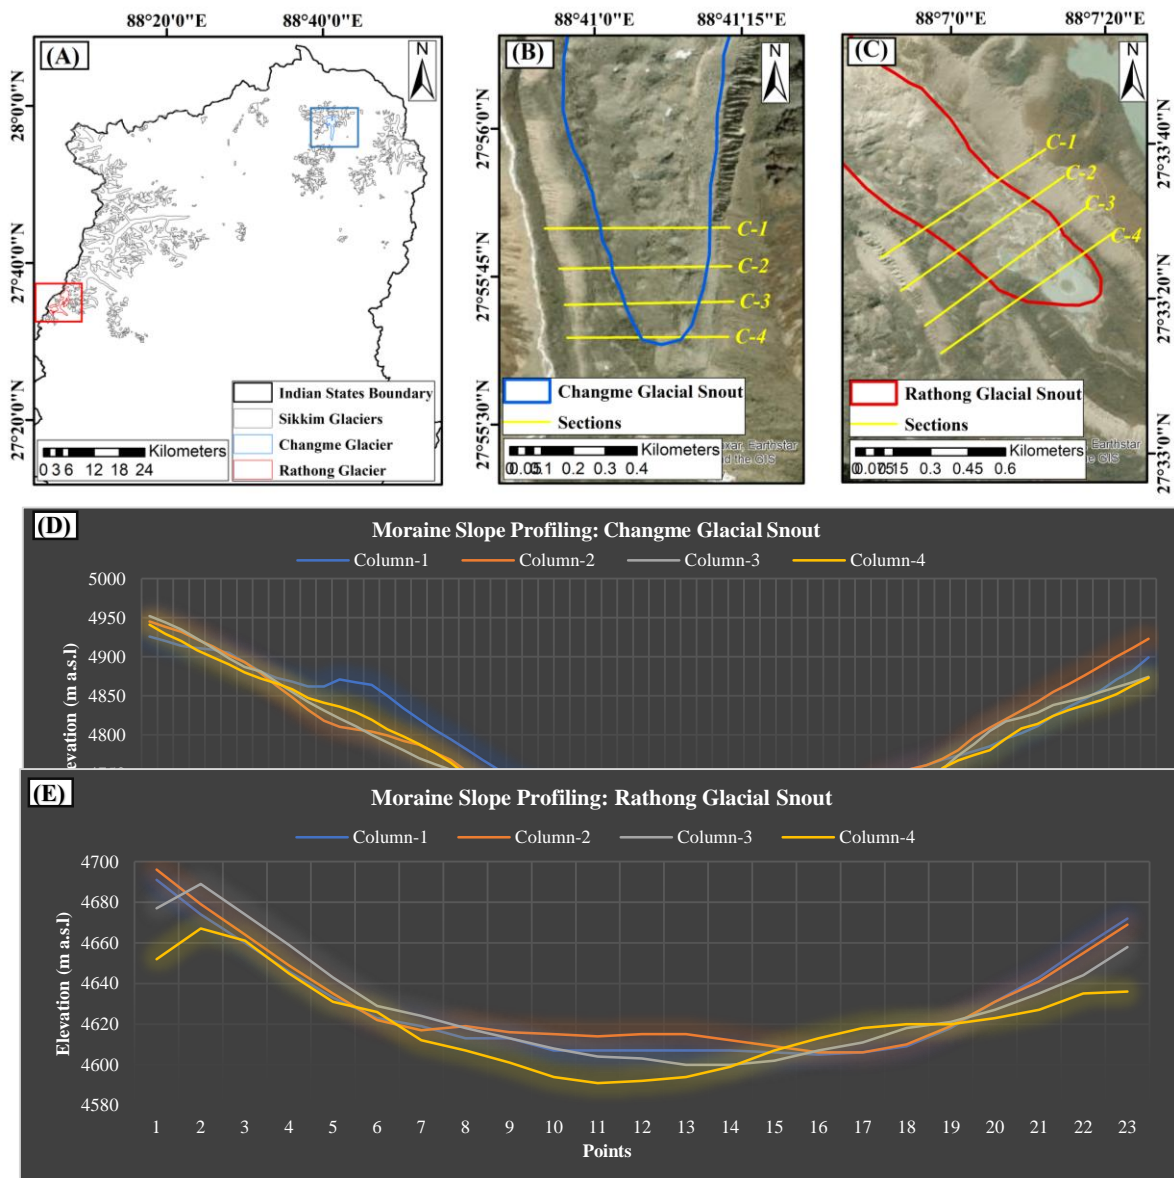 88°20'0"E 88°40'0"E
(A)
N
28°0'0"N
27°40'0"N
27°20'0"N
Indian States Boundary
Sikkim Glaciers
Changme Glacier
Rathong Glacier
Kilometers
0 3 6 12 18 24
88°41'0"E 88°41'15"E
(B)
N
27°56'0"N
27°55'45"N
27°55'30"N
C-1
C-2
C-3
C-4
Changme Glacial Snout
Sections
Kilometers
0.1 0.2 0.3 0.4
88°7'0"E 88°7'20"E
(C)
N
27°33'40"N
27°33'20"N
27°33'0"N
C-1
C-2
C-3
C-4
Rathong Glacial Snout
Sections
Earthstar
Kilometers
0.15 0.3 0.45 0.6
(D)
Moraine Slope Profiling: Changme Glacial Snout
Column-1 Column-2 Column-3 Column-4
5000
4950
4900
4850
4800
(m a.s.l)
(E)
Moraine Slope Profiling: Rathong Glacial Snout
Column-1 Column-2 Column-3 Column-4
Elevation (m a.s.l)
4700
4680
4660
4640
4620
4600
4580
1 2 3 4 5 6 7 8 9 10 11 12 13 14 15 16 17 18 19 20 21 22 23
Points